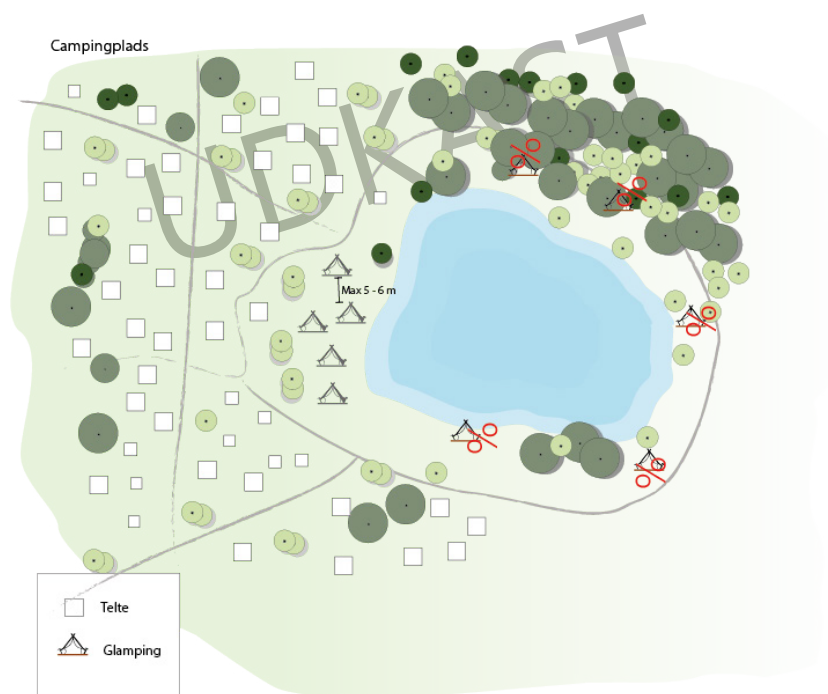 Campingplads
UDKAST
Max 5 - 6 m
%
%
%
%
%
Telte
Glamping